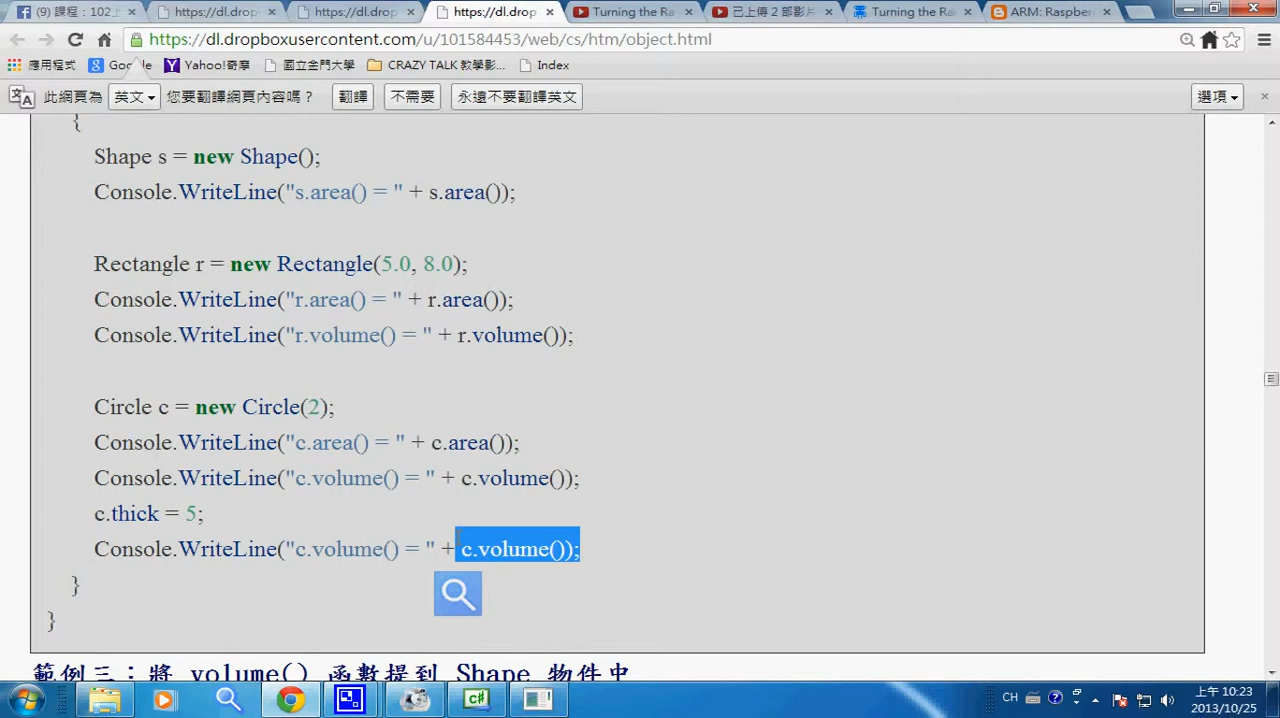 (9) 課程：102上
https://dl.drop
https://dl.drop
https://dl.drop
Turning the Ra
已上傳 2 部影片
Turning the Ra
ARM: Raspber
https://dl.dropboxusercontent.com/u/101584453/web/cs/htm/object.html
應用程式
Google
Yahoo!奇摩
國立金門大學
CRAZY TALK 教學影...
Index
此網頁為 英文 您要翻譯網頁內容嗎？ 翻譯 不需要 永遠不要翻譯英文 選項
{
Shape s = new Shape();
Console.WriteLine("s.area() = " + s.area());
Rectangle r = new Rectangle(5.0, 8.0);
Console.WriteLine("r.area() = " + r.area());
Console.WriteLine("r.volume() = " + r.volume());
Circle c = new Circle(2);
Console.WriteLine("c.area() = " + c.area());
Console.WriteLine("c.volume() = " + c.volume());
c.thick = 5;
Console.WriteLine("c.volume() = " + c.volume());
}
}
範例三：將 volume() 函數提到 Shape 物件中
CH
上午 10:23
2013/10/25